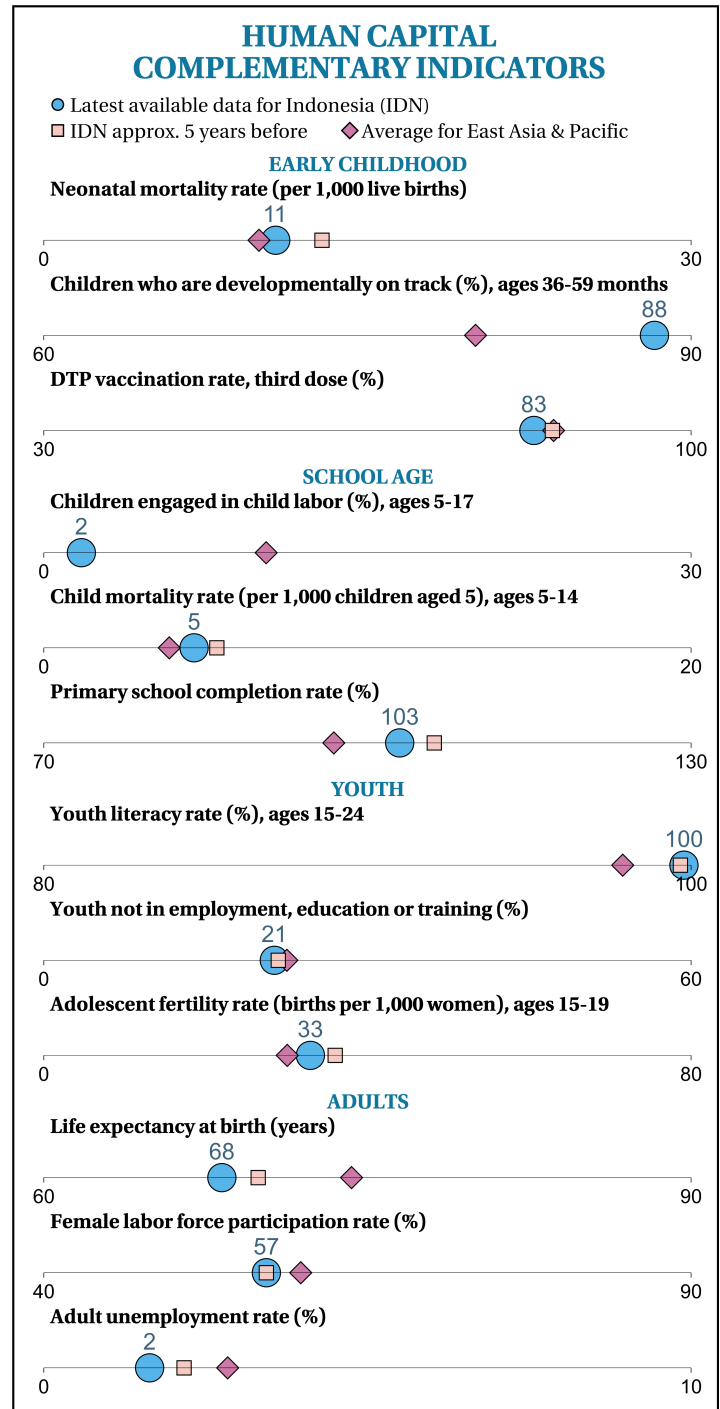 HUMAN CAPITAL
COMPLEMENTARY INDICATORS
Latest available data for Indonesia (IDN)
IDN approx. 5 years before Average for East Asia & Pacific
EARLY CHILDHOOD
Neonatal mortality rate (per 1,000 live births)
11
0 30
Children who are developmentally on track (%), ages 36-59 months
88
60 90
DTP vaccination rate, third dose (%)
83
30 100
SCHOOL AGE
Children engaged in child labor (%), ages 5-17
2
0 30
Child mortality rate (per 1,000 children aged 5), ages 5-14
5
0 20
Primary school completion rate (%)
103
70 130
YOUTH
Youth literacy rate (%), ages 15-24
100
80 100
Youth not in employment, education or training (%)
21
0 60
Adolescent fertility rate (births per 1,000 women), ages 15-19
33
0 80
ADULTS
Life expectancy at birth (years)
68
60 90
Female labor force participation rate (%)
57
40 90
Adult unemployment rate (%)
2
0 10